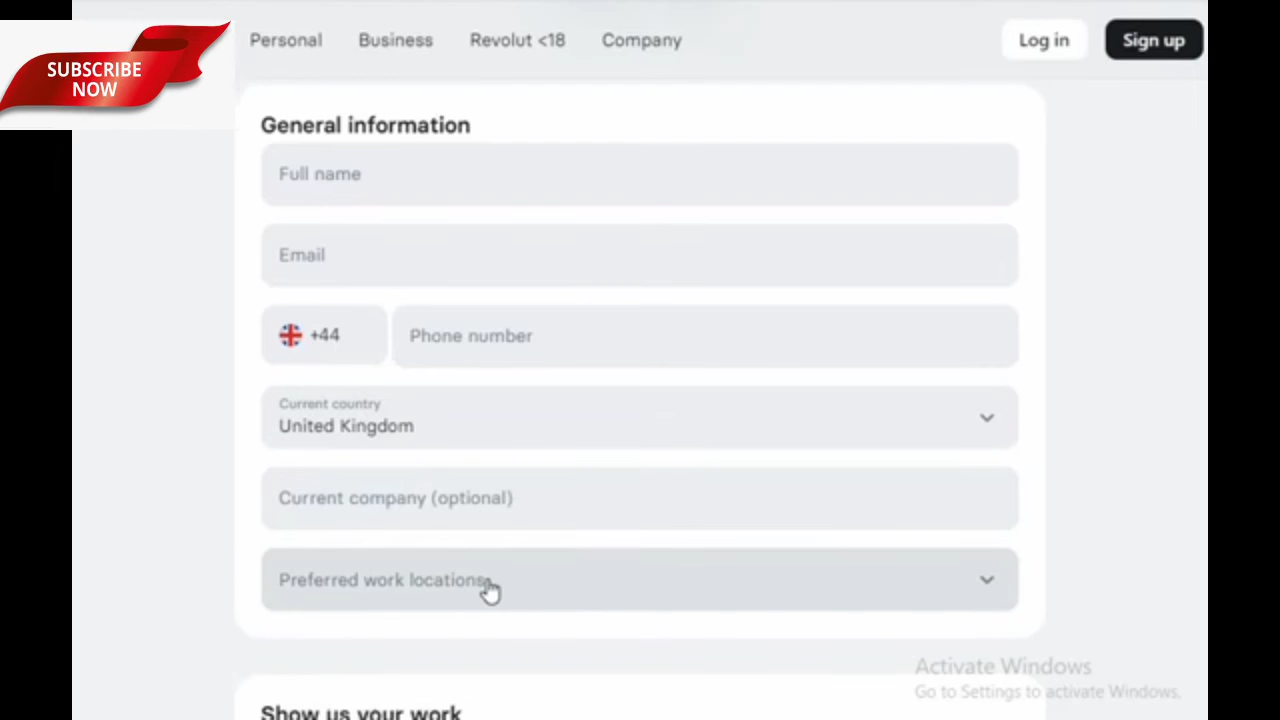 Personal Business Revolut <18 Company Log in Sign up
SUBSCRIBE
NOW
General information
Full name
Email
+44 Phone number
Current country
United Kingdom
Current company (optional)
Preferred work locations
Activate Windows
Go to Settings to activate Windows.
Show us your work